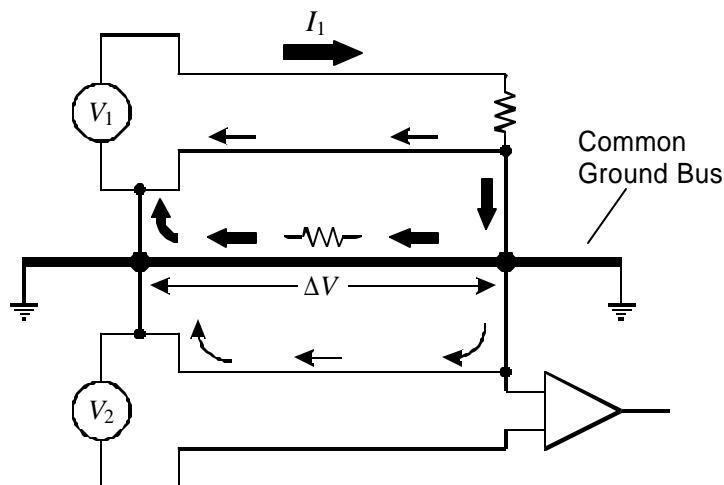 I₁
V₁
Common
Ground Bus
ΔV
V₂